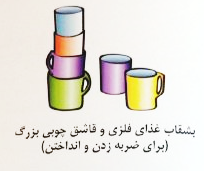 بشقاب غذای فلزی و قاشق چوبی بزرگ
(برای ضربه زدن و انداختن)